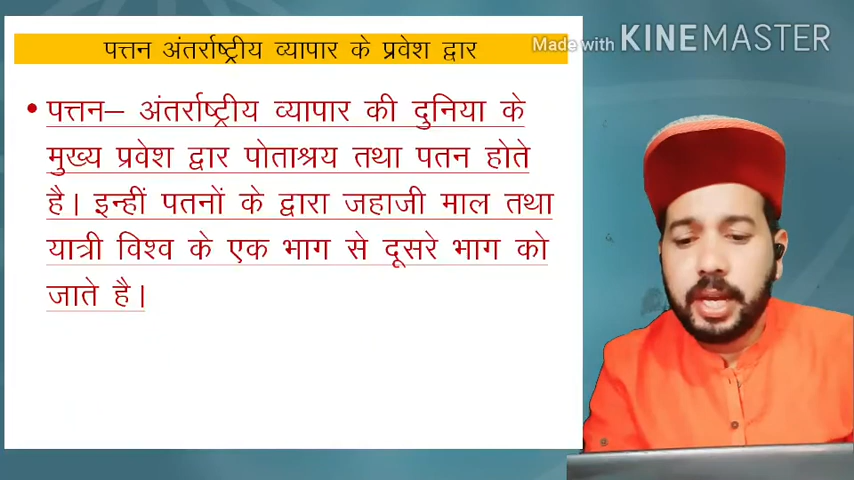 पत्तन अंतर्राष्ट्रीय व्यापार के प्रवेश द्वार
Made with KINEMASTER
• पत्तन– अंतर्राष्ट्रीय व्यापार की दुनिया के
मुख्य प्रवेश द्वार पोताश्रय तथा पतन होते
है। इन्हीं पतनों के द्वारा जहाजी माल तथा
यात्री विश्व के एक भाग से दूसरे भाग को
जाते है।